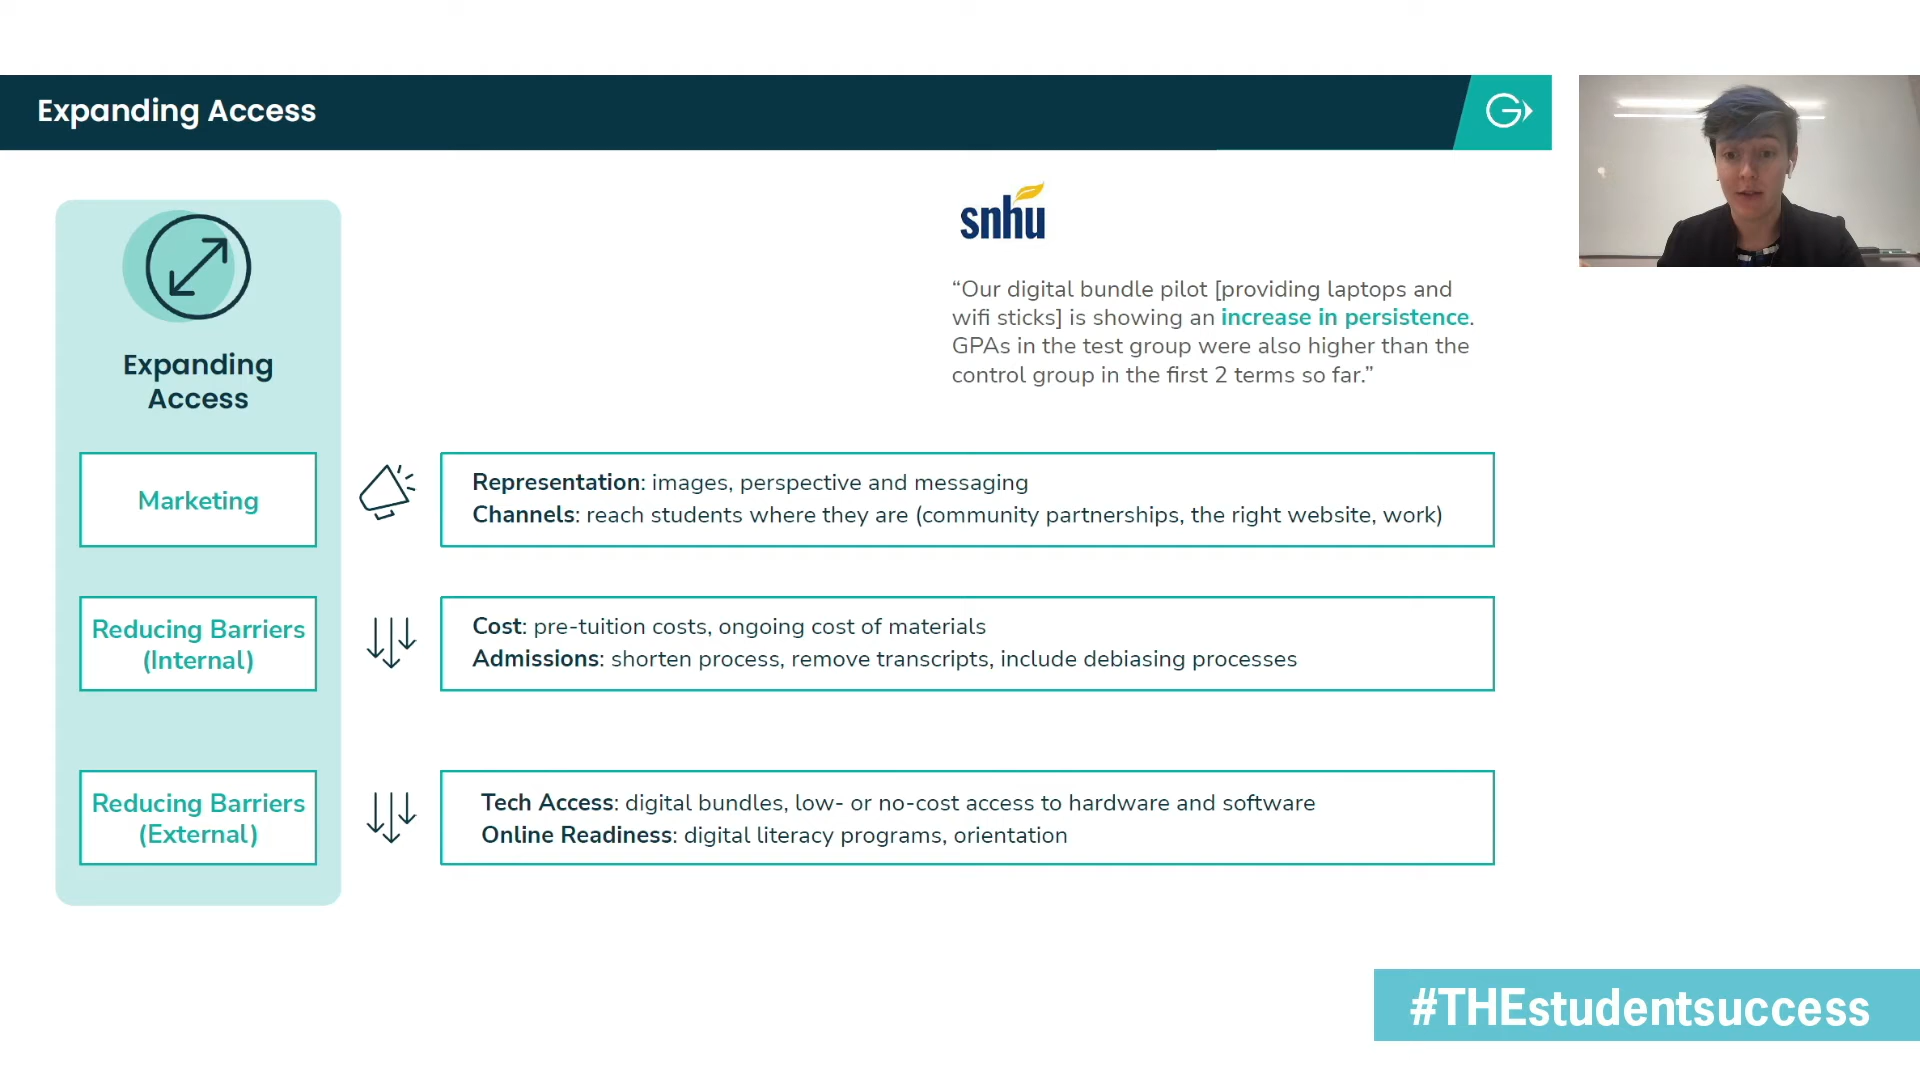 Expanding Access
snhu
“Our digital bundle pilot [providing laptops and
wifi sticks] is showing an increase in persistence.
GPAs in the test group were also higher than the
control group in the first 2 terms so far.”
Expanding
Access
Marketing
Representation: images, perspective and messaging
Channels: reach students where they are (community partnerships, the right website, work)
Reducing Barriers
(Internal)
Cost: pre-tuition costs, ongoing cost of materials
Admissions: shorten process, remove transcripts, include debiasing processes
Reducing Barriers
(External)
Tech Access: digital bundles, low- or no-cost access to hardware and software
Online Readiness: digital literacy programs, orientation
#THEstudentsuccess